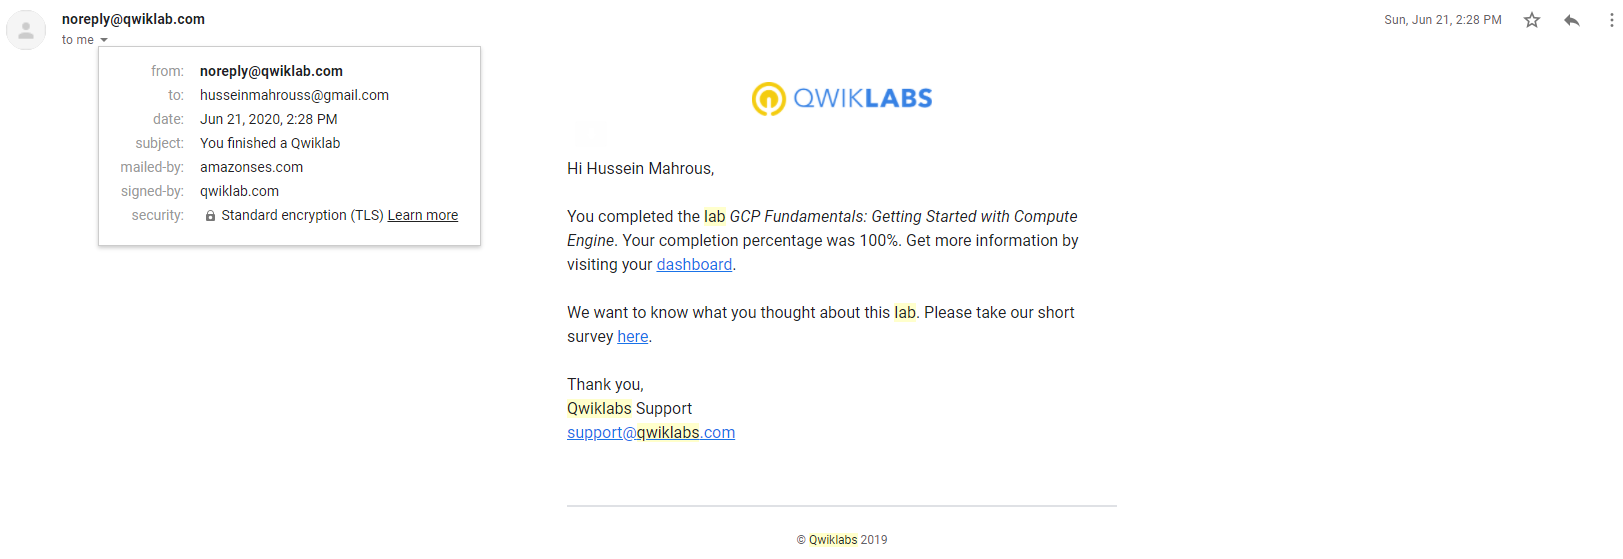 noreply@qwiklab.com
Sun, Jun 21, 2:28 PM
to me
from: noreply@qwiklab.com
to: husseinmahrouss@gmail.com
date: Jun 21, 2020, 2:28 PM
subject: You finished a Qwiklab
mailed-by: amazonses.com
signed-by: qwiklab.com
security: Standard encryption (TLS) Learn more
QWIKLABS
Hi Hussein Mahrous,
You completed the lab GCP Fundamentals: Getting Started with Compute
Engine. Your completion percentage was 100%. Get more information by
visiting your dashboard.
We want to know what you thought about this lab. Please take our short
survey here.
Thank you,
Qwiklabs Support
support@qwiklabs.com
© Qwiklabs 2019